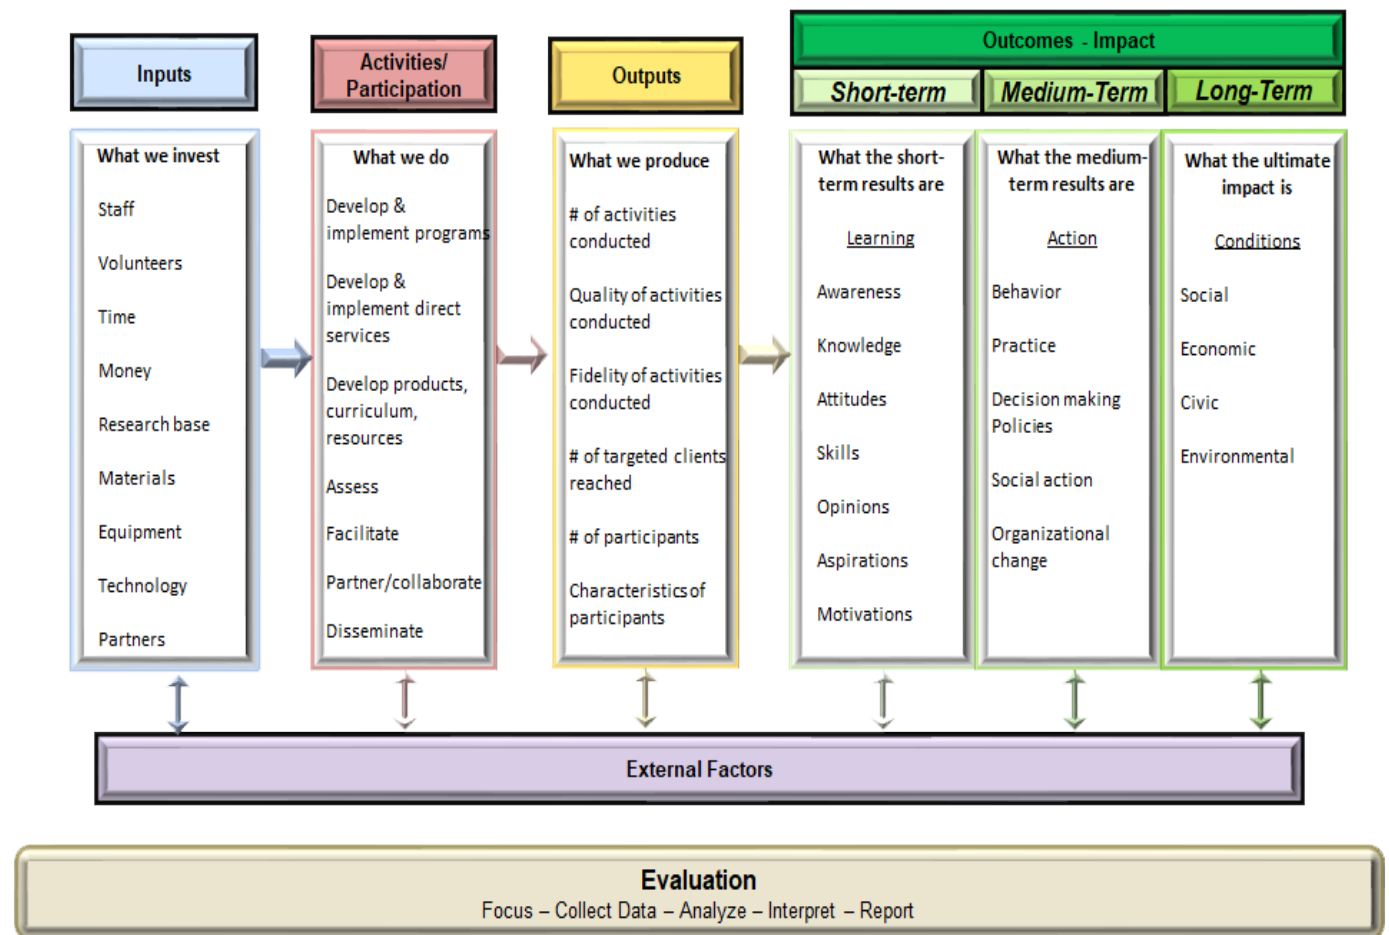 Inputs
Activities/
Participation
Outputs
Outcomes - Impact
Short-term
Medium-Term
Long-Term
What we invest
Staff
Volunteers
Time
Money
Research base
Materials
Equipment
Technology
Partners
What we do
Develop &
implement programs
Develop &
implement direct
services
Develop products,
curriculum,
resources
Assess
Facilitate
Partner/collaborate
Disseminate
What we produce
# of activities
conducted
Quality of activities
conducted
Fidelity of activities
conducted
# of targeted clients
reached
# of participants
Characteristics of
participants
What the short-
term results are
Learning
Awareness
Knowledge
Attitudes
Skills
Opinions
Aspirations
Motivations
What the medium-
term results are
Action
Behavior
Practice
Decision making
Policies
Social action
Organizational
change
What the ultimate
impact is
Conditions
Social
Economic
Civic
Environmental
External Factors
Evaluation
Focus – Collect Data – Analyze – Interpret – Report